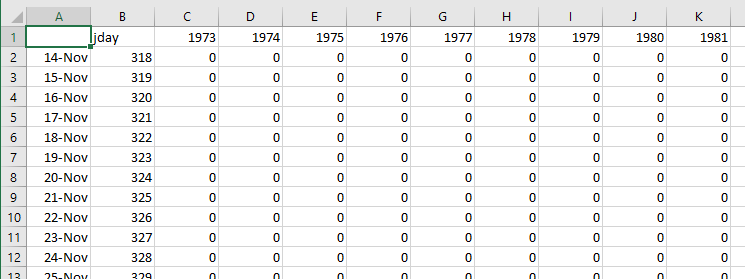 A B C D E F G H I J K
1 jday 1973 1974 1975 1976 1977 1978 1979 1980 1981
2 14-Nov 318 0 0 0 0 0 0 0 0 0
3 15-Nov 319 0 0 0 0 0 0 0 0 0
4 16-Nov 320 0 0 0 0 0 0 0 0 0
5 17-Nov 321 0 0 0 0 0 0 0 0 0
6 18-Nov 322 0 0 0 0 0 0 0 0 0
7 19-Nov 323 0 0 0 0 0 0 0 0 0
8 20-Nov 324 0 0 0 0 0 0 0 0 0
9 21-Nov 325 0 0 0 0 0 0 0 0 0
10 22-Nov 326 0 0 0 0 0 0 0 0 0
11 23-Nov 327 0 0 0 0 0 0 0 0 0
12 24-Nov 328 0 0 0 0 0 0 0 0 0
13 25-Nov 329 0 0 0 0 0 0 0 0 0